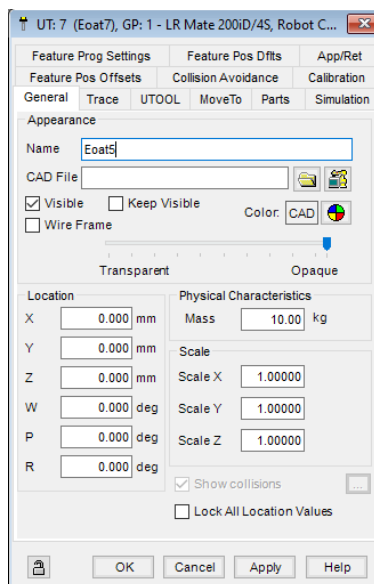 UT: 7 (Eoat7), GP: 1 - LR Mate 200iD/4S, Robot C...
Feature Prog Settings Feature Pos Dflts App/Ret
Feature Pos Offsets Collision Avoidance Calibration
General Trace UTOOL MoveTo Parts Simulation
Appearance
Name Eoat5
CAD File
Visible Keep Visible Color: CAD
Wire Frame
Transparent Opaque
Location Physical Characteristics
X 0.000 mm Mass 10.00 kg
Y 0.000 mm Scale
Z 0.000 mm Scale X 1.00000
W 0.000 deg Scale Y 1.00000
P 0.000 deg Scale Z 1.00000
R 0.000 deg
Show collisions ...
Lock All Location Values
OK Cancel Apply Help